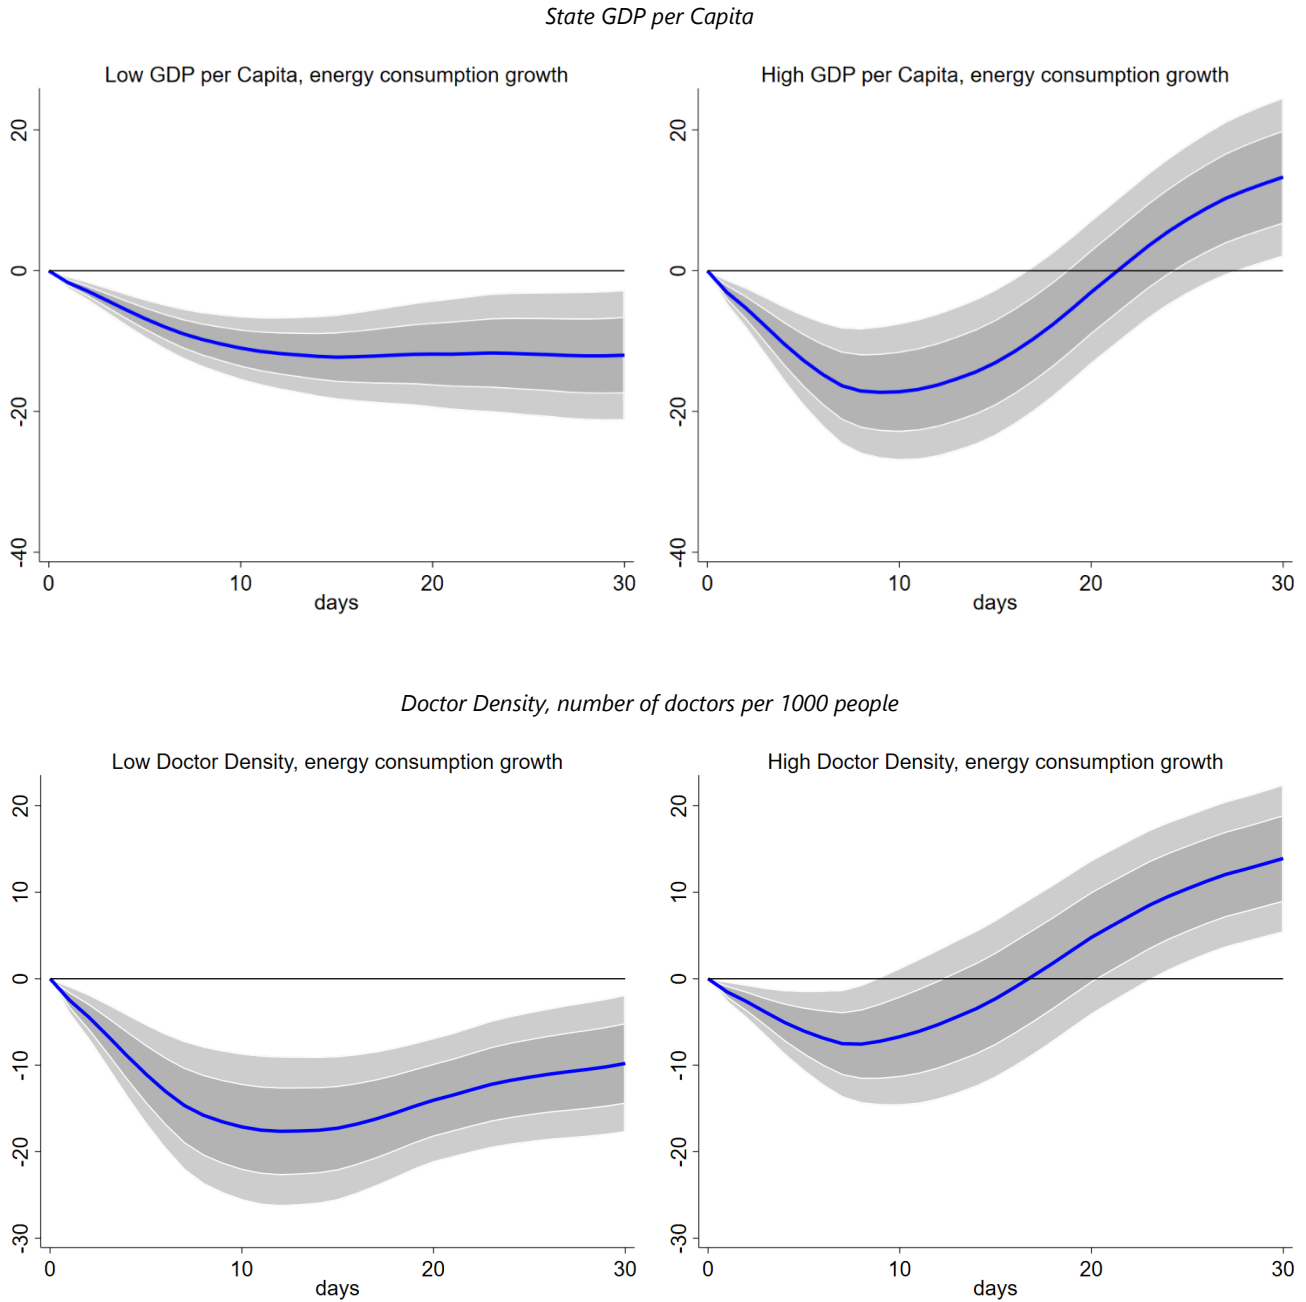 State GDP per Capita
Low GDP per Capita, energy consumption growth
20
0
-20
-40
0 10 20 30
days
High GDP per Capita, energy consumption growth
20
0
-20
-40
0 10 20 30
days
Doctor Density, number of doctors per 1000 people
Low Doctor Density, energy consumption growth
20
10
0
-10
-20
-30
0 10 20 30
days
High Doctor Density, energy consumption growth
20
10
0
-10
-20
-30
0 10 20 30
days